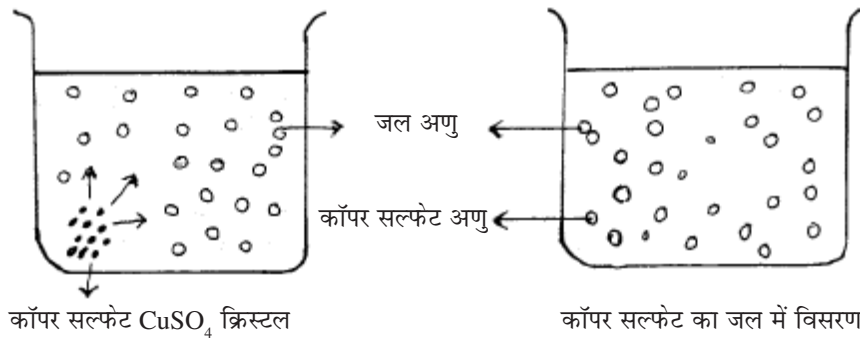 जल अणु
कॉपर सल्फेट अणु
कॉपर सल्फेट CuSO₄ क्रिस्टल
कॉपर सल्फेट का जल में विसरण